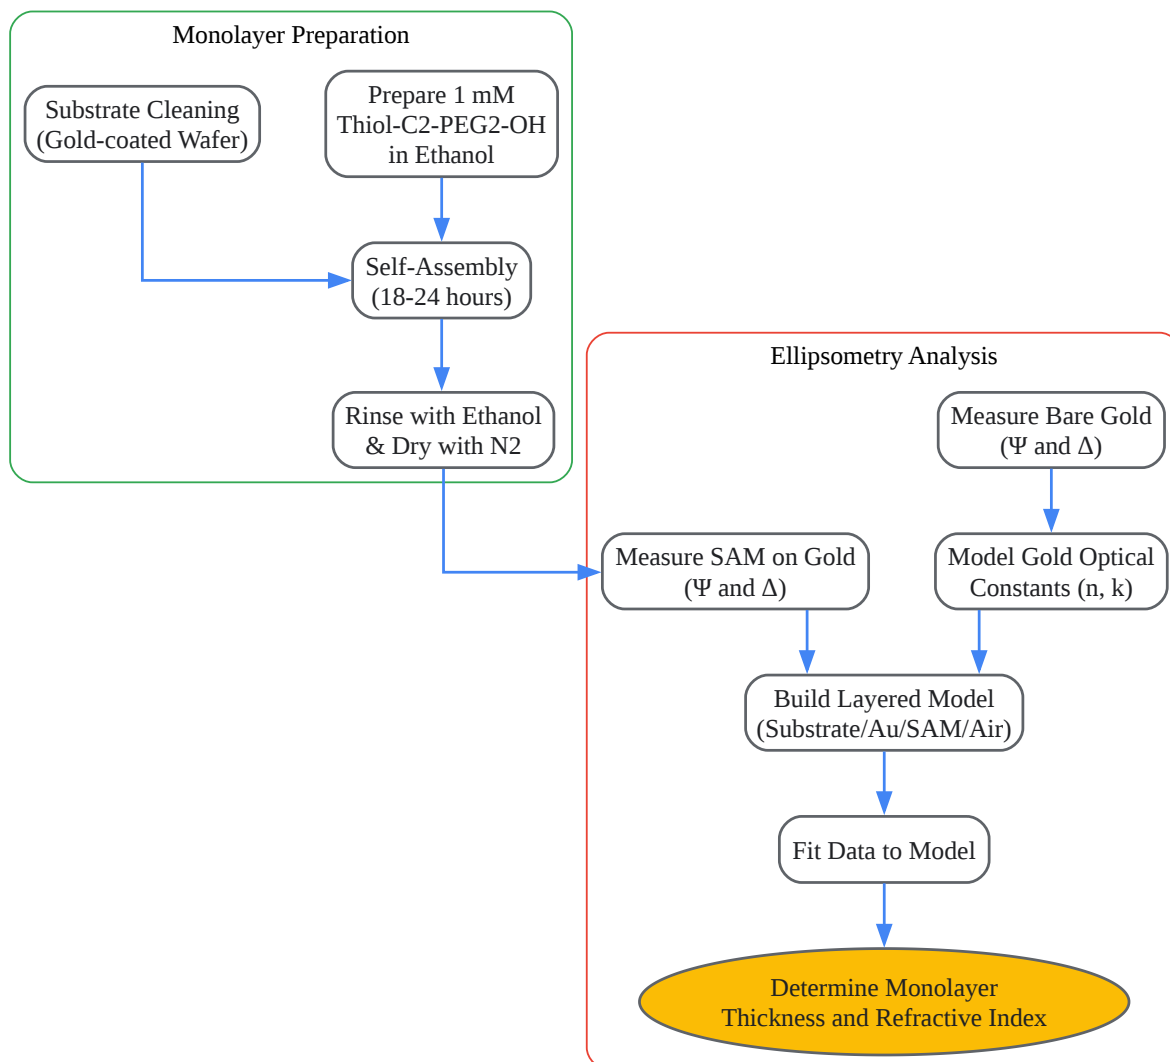 Monolayer Preparation
Substrate Cleaning
(Gold-coated Wafer)
Prepare 1 mM
Thiol-C2-PEG2-OH
in Ethanol
Self-Assembly
(18-24 hours)
Rinse with Ethanol
& Dry with N2
Ellipsometry Analysis
Measure Bare Gold
(Ψ and Δ)
Measure SAM on Gold
(Ψ and Δ)
Model Gold Optical
Constants (n, k)
Build Layered Model
(Substrate/Au/SAM/Air)
Fit Data to Model
Determine Monolayer
Thickness and Refractive Index